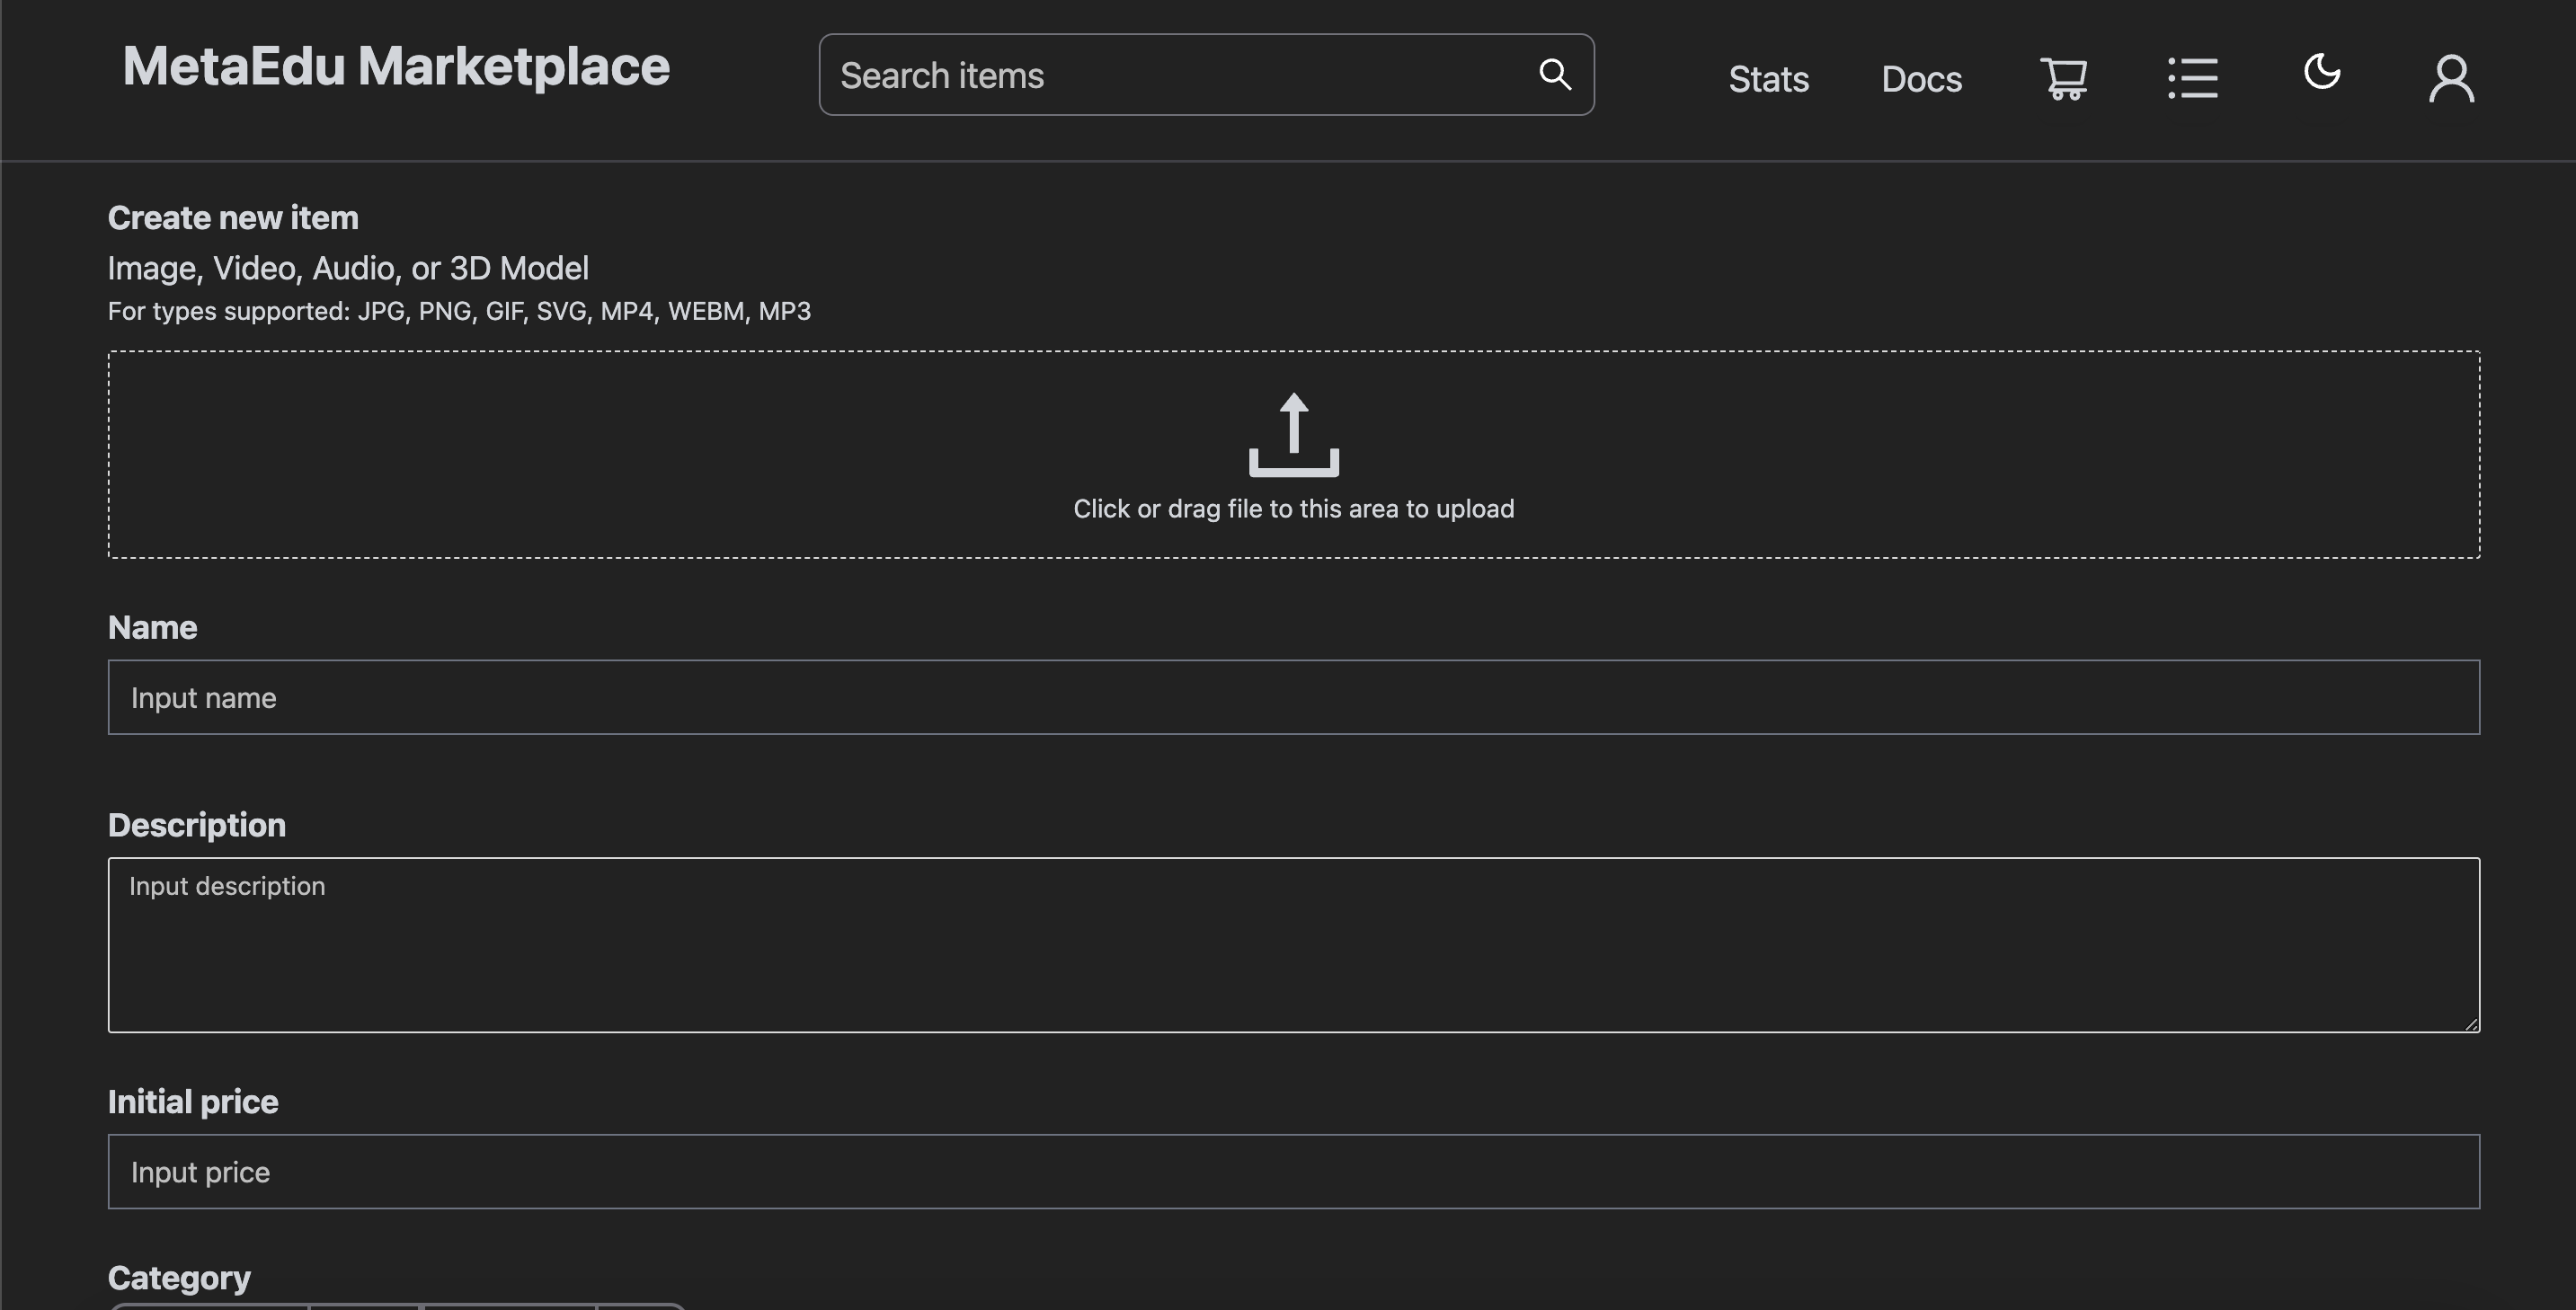 MetaEdu Marketplace
Search items
Stats
Docs
Create new item
Image, Video, Audio, or 3D Model
For types supported: JPG, PNG, GIF, SVG, MP4, WEBM, MP3
Click or drag file to this area to upload
Name
Input name
Description
Input description
Initial price
Input price
Category